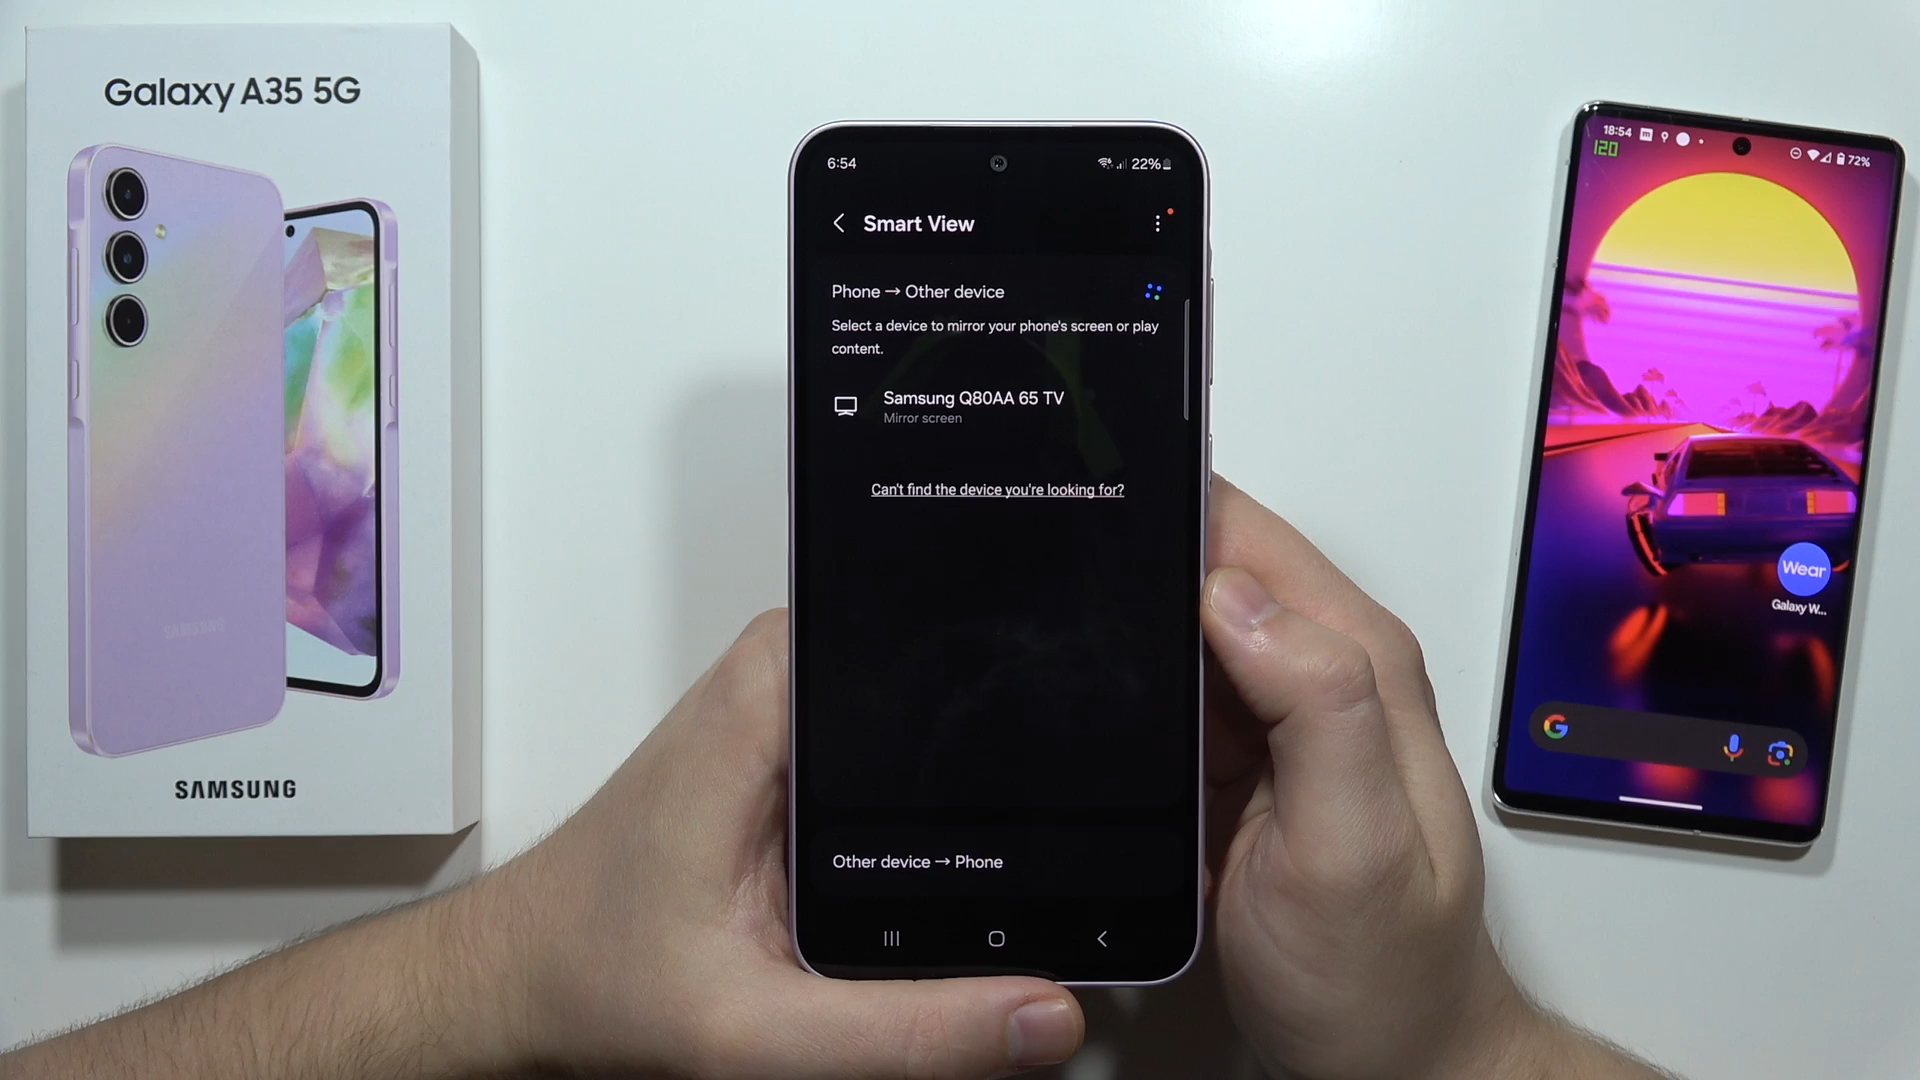 Galaxy A35 5G
SAMSUNG
SAMSUNG
6:54
22%
Smart View
Phone → Other device
Select a device to mirror your phone's screen or play
content.
Samsung Q80AA 65 TV
Mirror screen
Can't find the device you're looking for?
Other device → Phone
18:54
72%
120
Wear
Galaxy W...